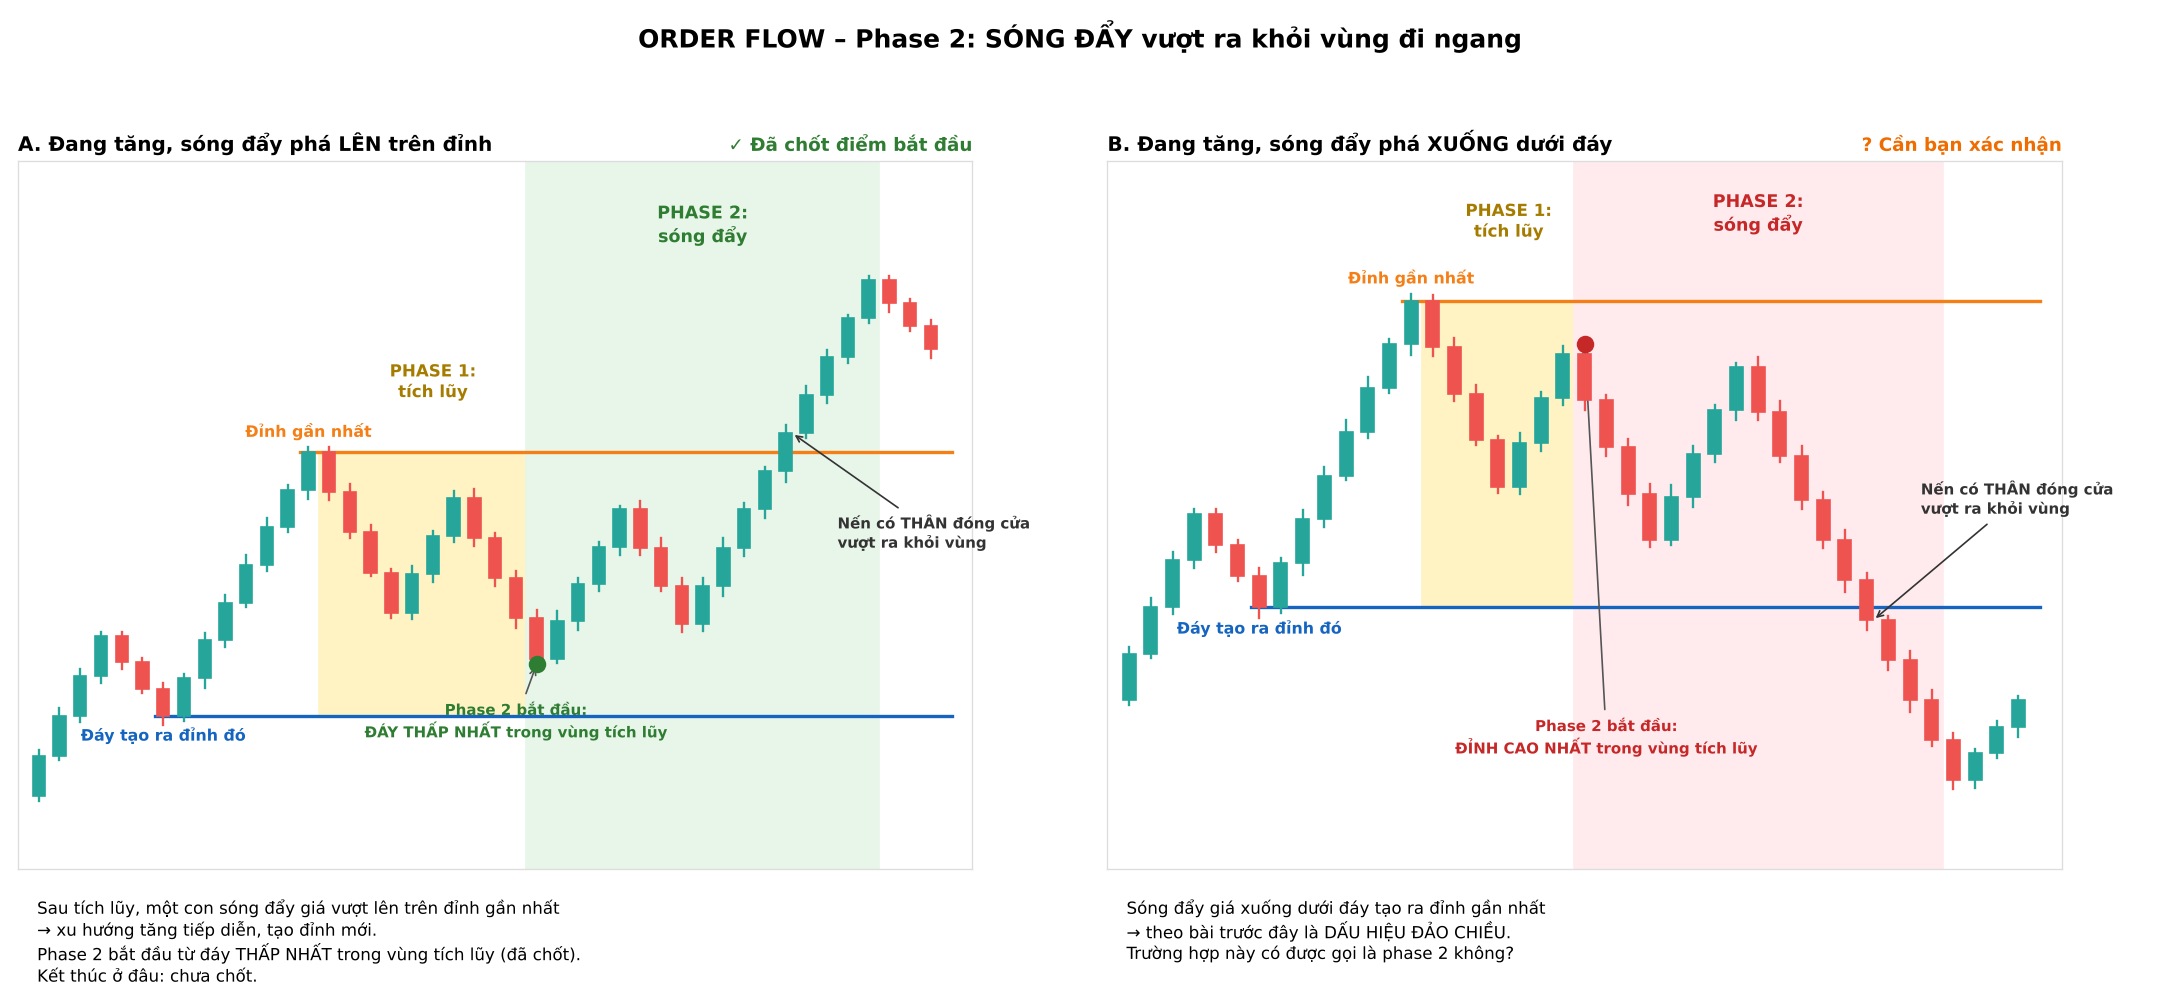 ORDER FLOW – Phase 2: SÓNG ĐẨY vượt ra khỏi vùng đi ngang
A. Đang tăng, sóng đẩy phá LÊN trên đỉnh
✓ Đã chốt điểm bắt đầu
PHASE 2:
sóng đẩy
PHASE 1:
tích lũy
Đỉnh gần nhất
Nến có THÂN đóng cửa
vượt ra khỏi vùng
Phase 2 bắt đầu:
ĐÁY THẤP NHẤT trong vùng tích lũy
Đáy tạo ra đỉnh đó
Sau tích lũy, một con sóng đẩy giá vượt lên trên đỉnh gần nhất
→ xu hướng tăng tiếp diễn, tạo đỉnh mới.
Phase 2 bắt đầu từ đáy THẤP NHẤT trong vùng tích lũy (đã chốt).
Kết thúc ở đâu: chưa chốt.
B. Đang tăng, sóng đẩy phá XUỐNG dưới đáy
? Cần bạn xác nhận
PHASE 1:
tích lũy
PHASE 2:
sóng đẩy
Đỉnh gần nhất
Nến có THÂN đóng cửa
vượt ra khỏi vùng
Đáy tạo ra đỉnh đó
Phase 2 bắt đầu:
ĐỈNH CAO NHẤT trong vùng tích lũy
Sóng đẩy giá xuống dưới đáy tạo ra đỉnh gần nhất
→ theo bài trước đây là DẤU HIỆU ĐẢO CHIỀU.
Trường hợp này có được gọi là phase 2 không?